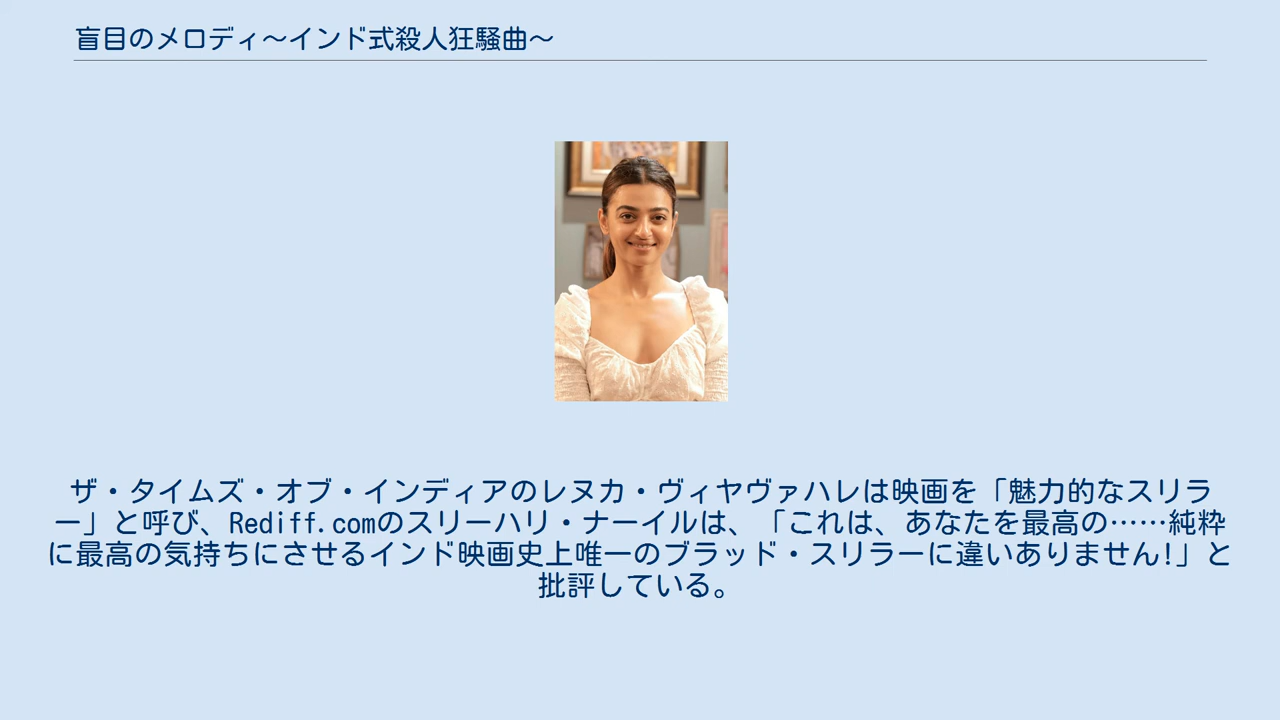 盲目のメロディ〜インド式殺人狂騒曲〜
ザ・タイムズ・オブ・インディアのレヌカ・ヴィヤヴァハレは映画を「魅力的なスリラ
ー」と呼び、Rediff.comのスリーハリ・ナーイルは、「これは、あなたを最高の……純粋
に最高の気持ちにさせるインド映画史上唯一のブラッド・スリラーに違いありません!」と
批評している。